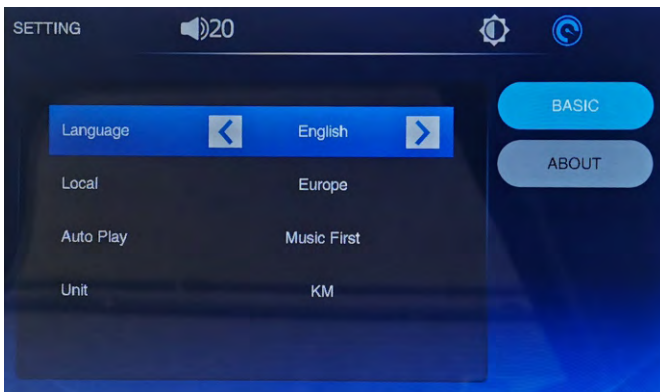 SETTING 20
BASIC
Language English
ABOUT
Local Europe
Auto Play Music First
Unit KM